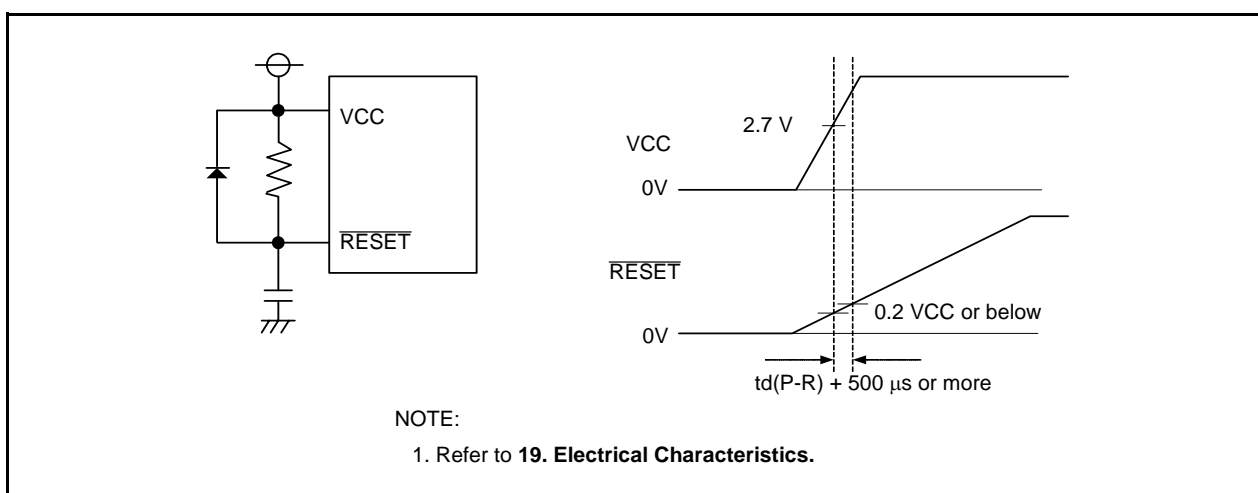 VCC
RESET
2.7 V
VCC
0V
RESET
0.2 VCC or below
0V
td(P-R) + 500 μs or more
NOTE:
1. Refer to 19. Electrical Characteristics.